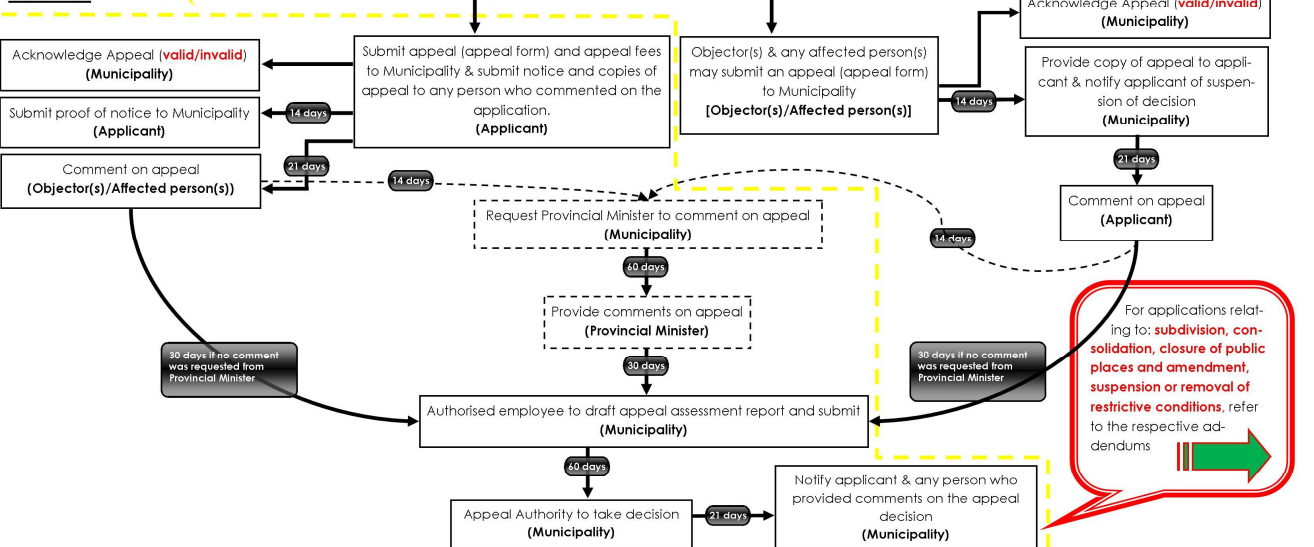 Acknowledge Appeal (valid/invalid)
(Municipality)
Acknowledge Appeal (valid/invalid)
(Municipality)
Submit appeal (appeal form) and appeal fees
to Municipality & submit notice and copies of
appeal to any person who commented on the
application.
(Applicant)
Objector(s) & any affected person(s)
may submit an appeal (appeal form)
to Municipality
[Objector(s)/Affected person(s)]
14 days
Provide copy of appeal to appli-
cant & notify applicant of suspen-
sion of decision
(Municipality)
Submit proof of notice to Municipality
(Applicant)
14 days
21 days
Comment on appeal
(Objector(s)/Affected person(s))
14 days
21 days
Comment on appeal
(Applicant)
Request Provincial Minister to comment on appeal
(Municipality)
14 days
60 days
Provide comments on appeal
(Provincial Minister)
30 days
30 days if no comment
was requested from
Provincial Minister
30 days if no comment
was requested from
Provincial Minister
For applications relat-
ing to: subdivision, con-
solidation, closure of public
places and amendment,
suspension or removal of
restrictive conditions, refer
to the respective ad-
dendums
Authorised employee to draft appeal assessment report and submit
(Municipality)
60 days
Appeal Authority to take decision
(Municipality)
21 days
Notify applicant & any person who
provided comments on the appeal
decision
(Municipality)